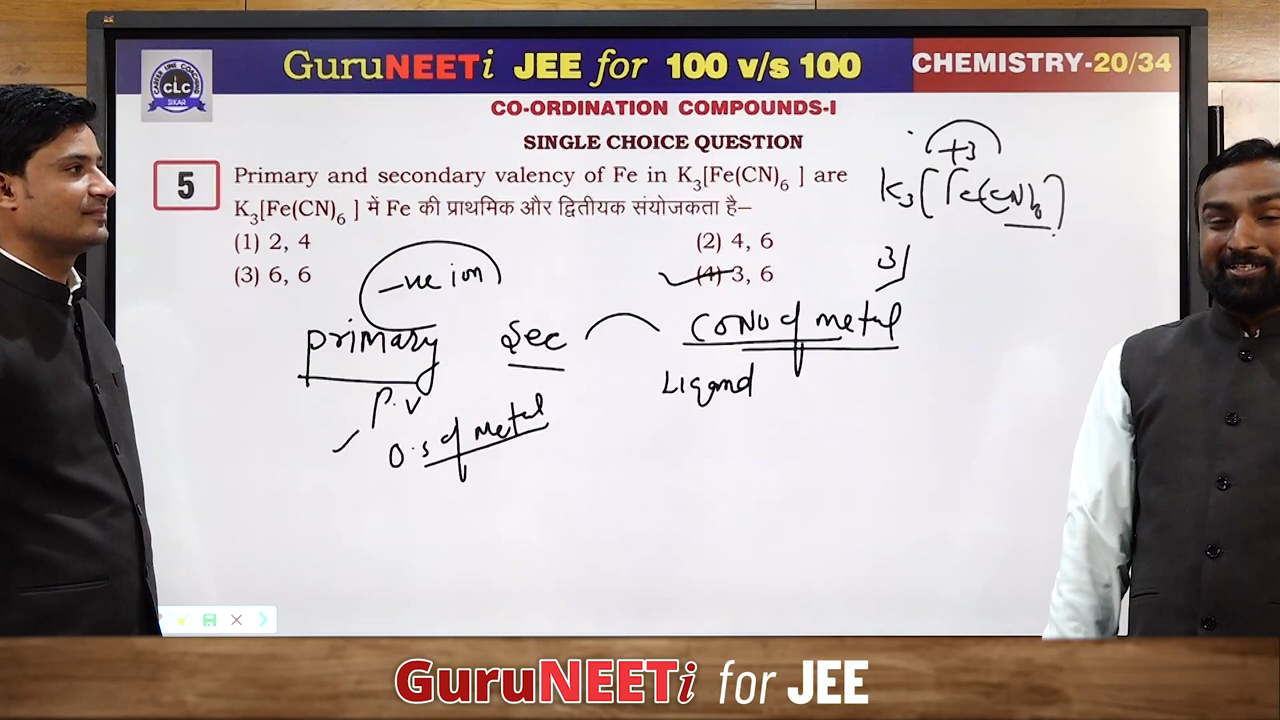 GuruNEETi JEE for 100 v/s 100
CHEMISTRY-20/34
CLC
SIKAR
CO-ORDINATION COMPOUNDS-I
SINGLE CHOICE QUESTION
5
Primary and secondary valency of Fe in K₃[Fe(CN)₆ ] are
K₃[Fe(CN)₆ ] में Fe की प्राथमिक और द्वितीयक संयोजकता है–
(1) 2, 4
(2) 4, 6
(3) 6, 6
(4) 3, 6
+3
K₃[Fe(CN)₆]
3
-ve ion
Primary Sec CONO of metal
P.V
Ligand
O.S of Metal
GuruNEETi for JEE